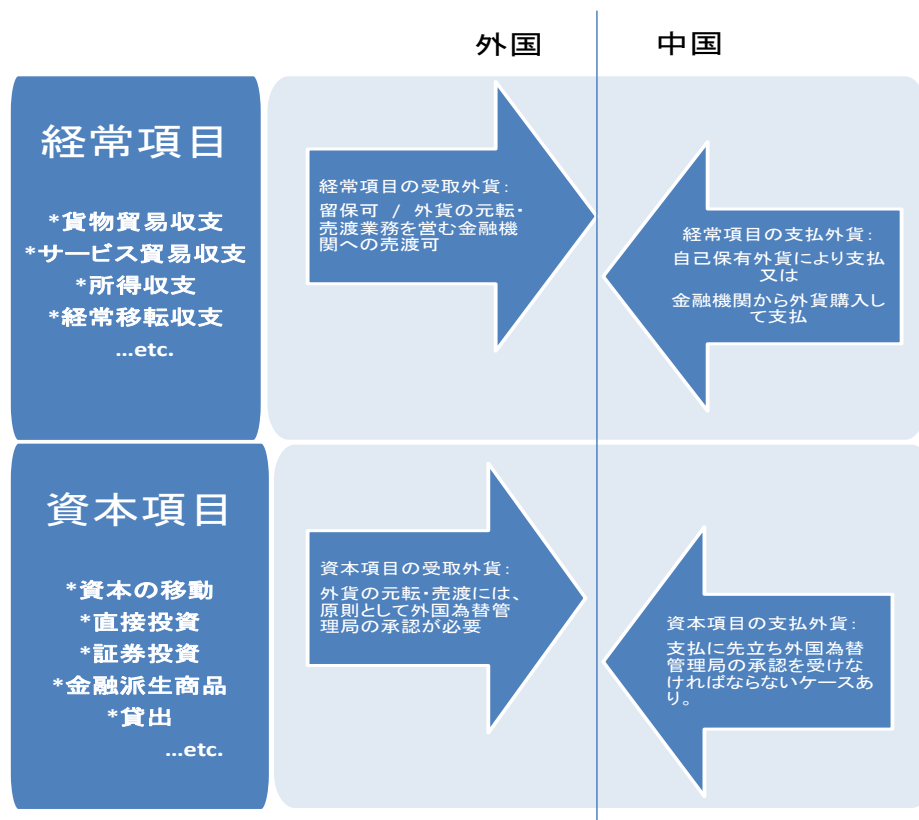 外国
中国
経常項目
*貨物貿易収支
*サービス貿易収支
*所得収支
*経常移転収支
...etc.
経常項目の受取外貨：
留保可 / 外貨の元転・
売渡業務を営む金融機
関への売渡可
経常項目の支払外貨：
自己保有外貨により支払
又は
金融機関から外貨購入し
て支払
資本項目
*資本の移動
*直接投資
*証券投資
*金融派生商品
*貸出
...etc.
資本項目の受取外貨：
外貨の元転・売渡には、
原則として外国為替管
理局の承認が必要
資本項目の支払外貨：
支払に先立ち外国為替
管理局の承認を受けな
ければならないケースあ
り。